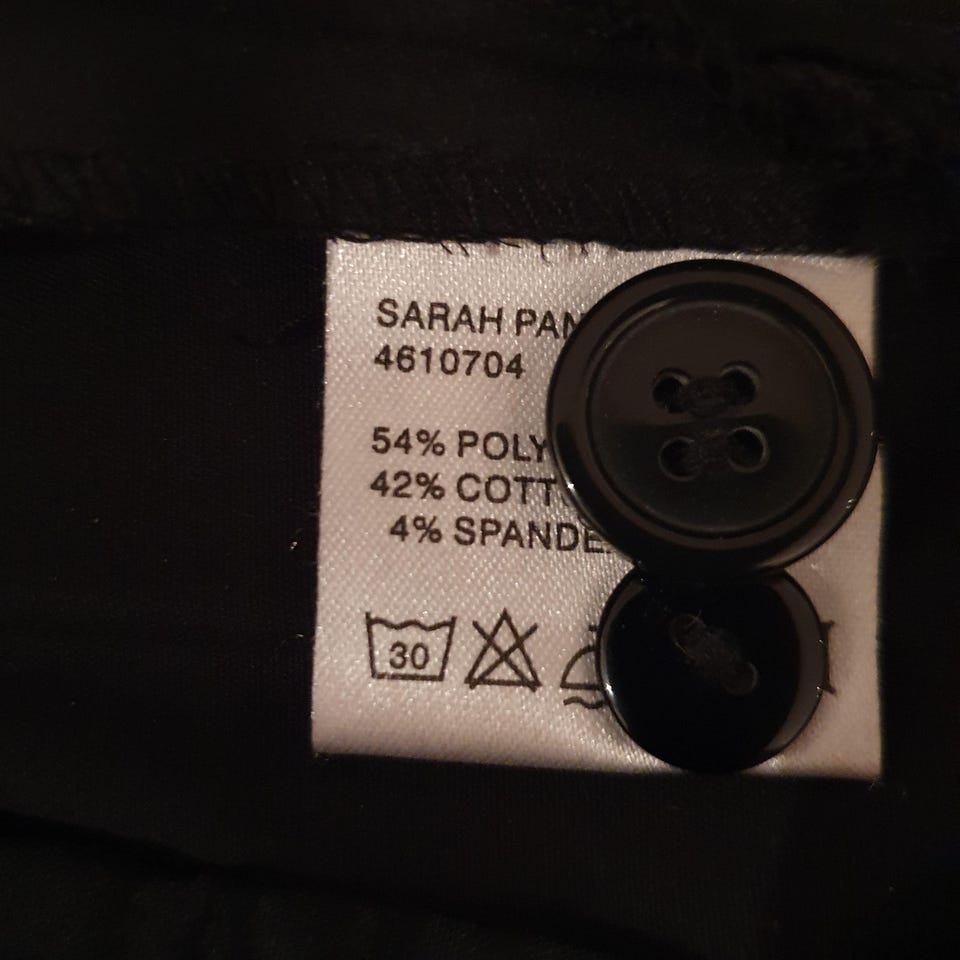 SARAH PAN
4610704
54% POLY
42% COTT
4% SPANDE
30